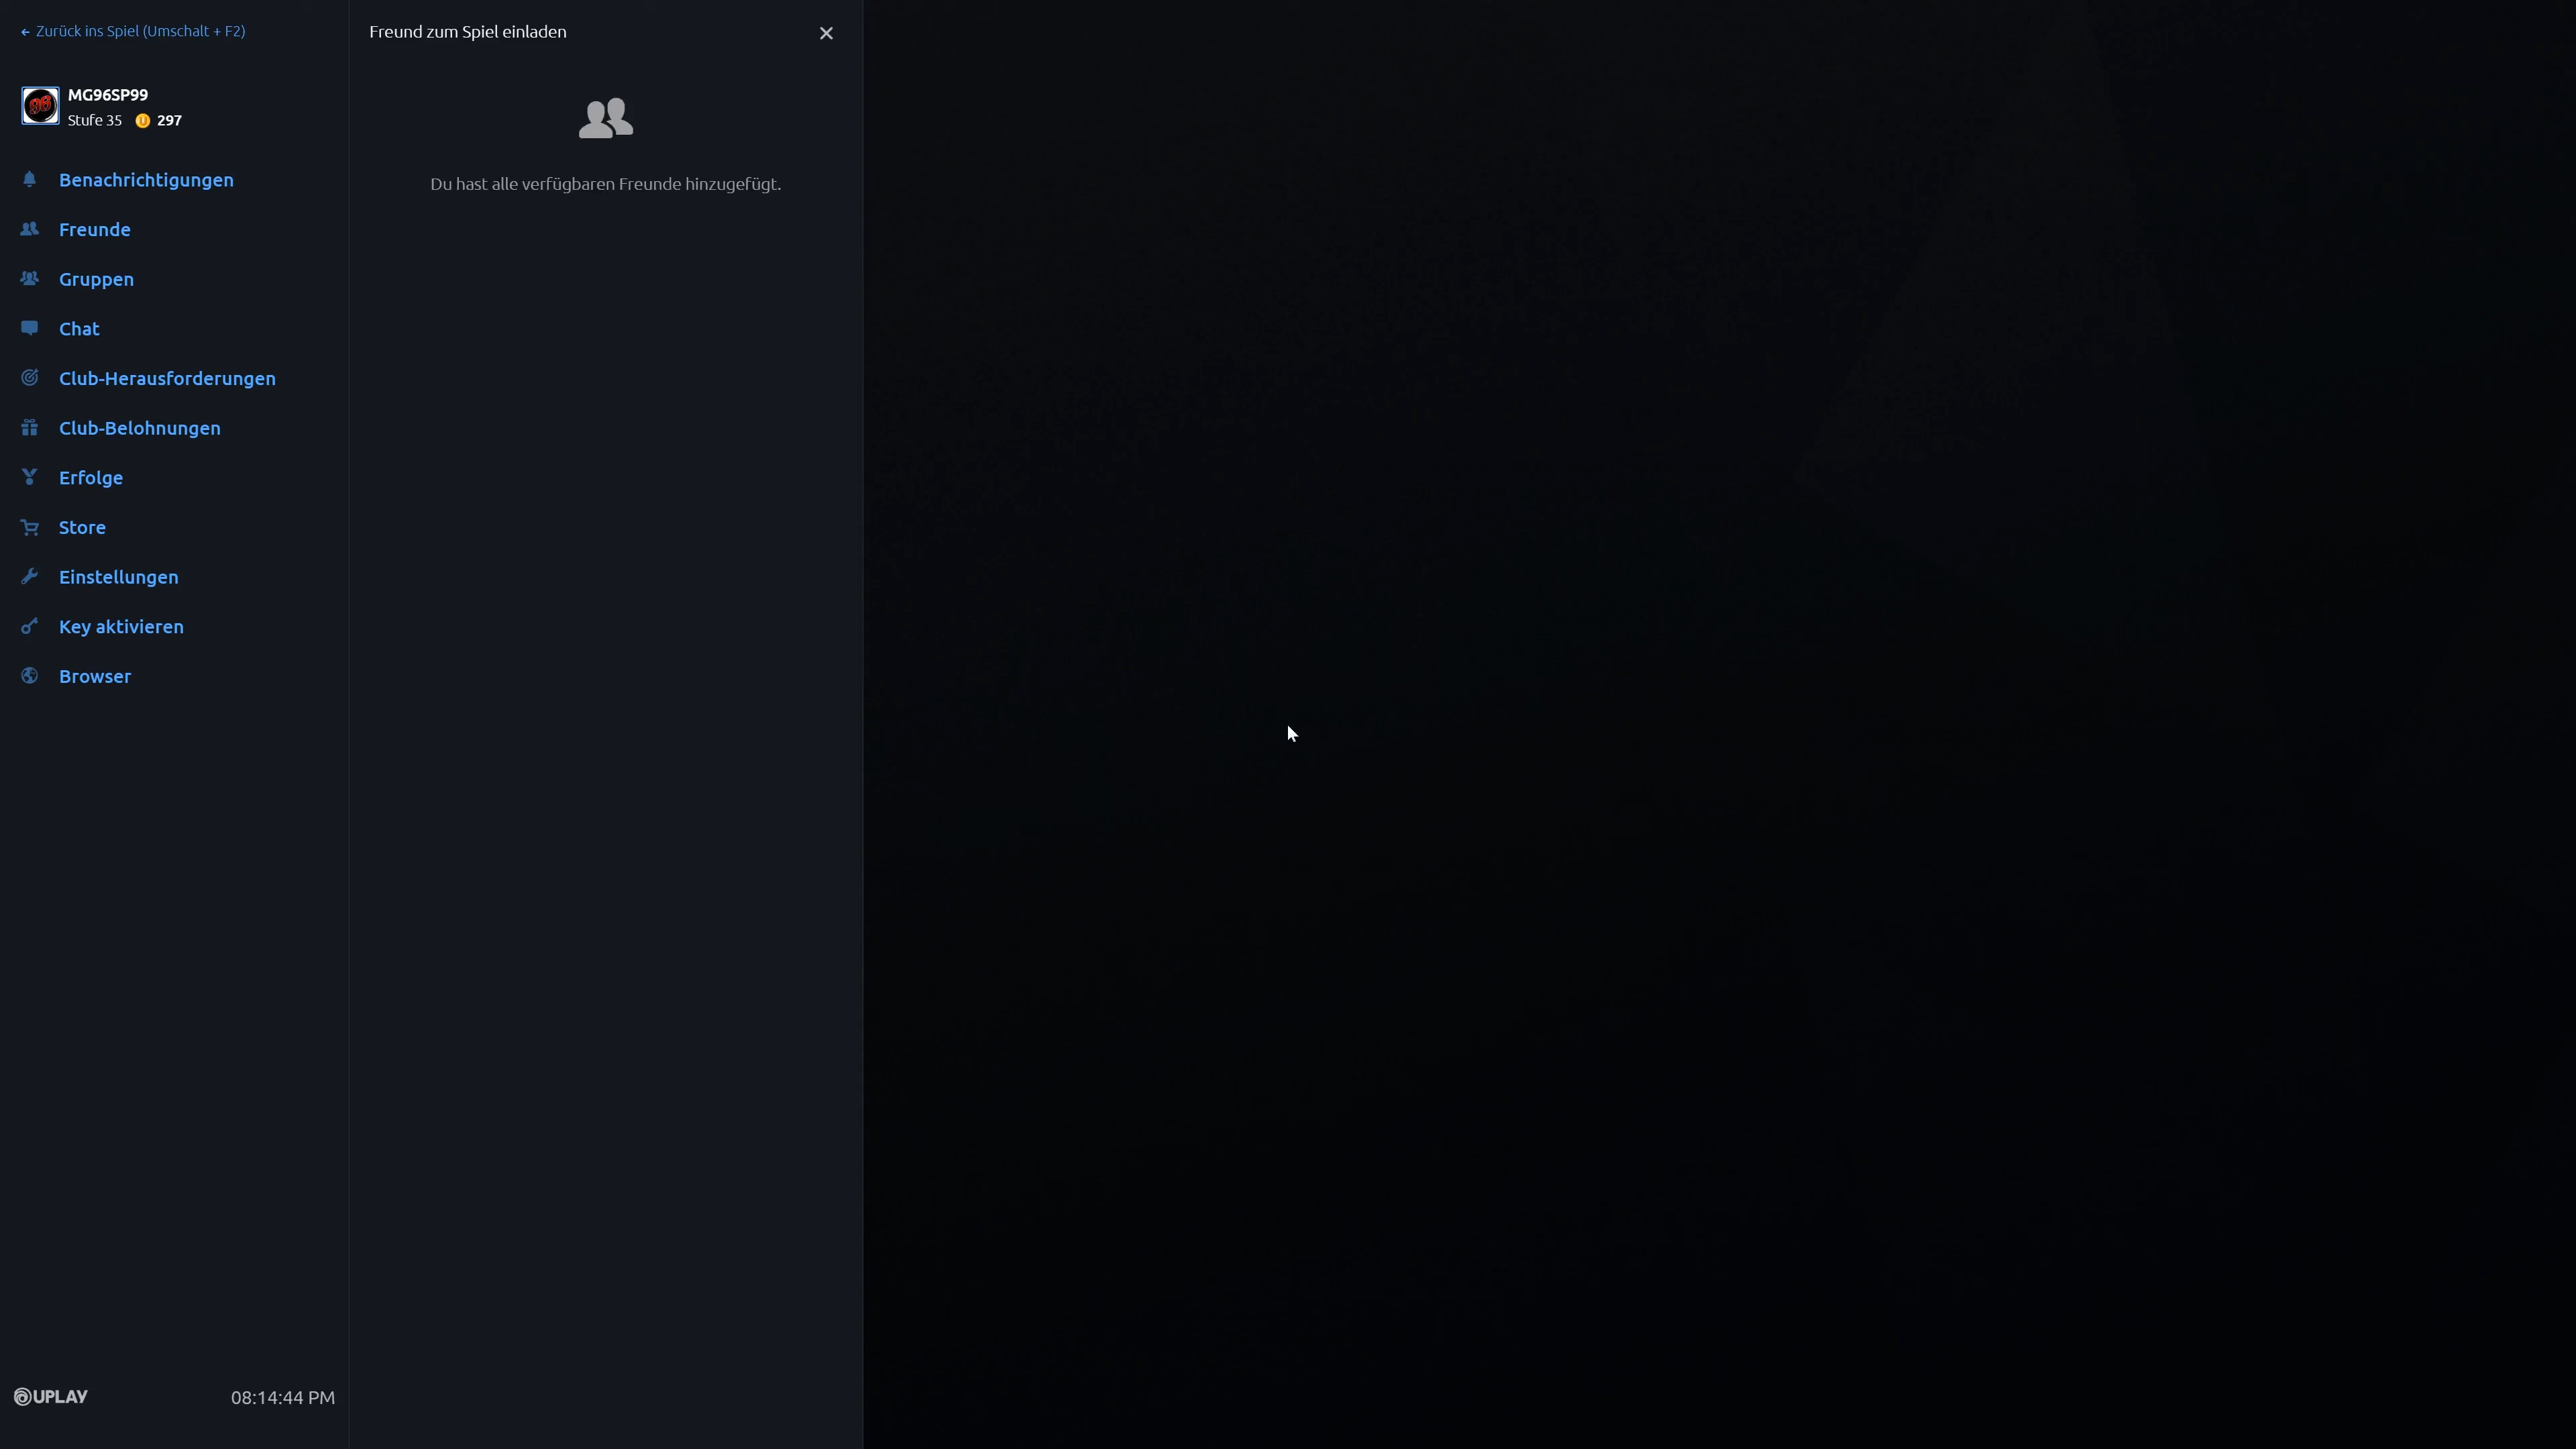 ← Zurück ins Spiel (Umschalt + F2)
MG96SP99
Stufe 35 297
Benachrichtigungen
Freunde
Gruppen
Chat
Club-Herausforderungen
Club-Belohnungen
Erfolge
Store
Einstellungen
Key aktivieren
Browser
UPLAY
08:14:44 PM
Freund zum Spiel einladen
Du hast alle verfügbaren Freunde hinzugefügt.